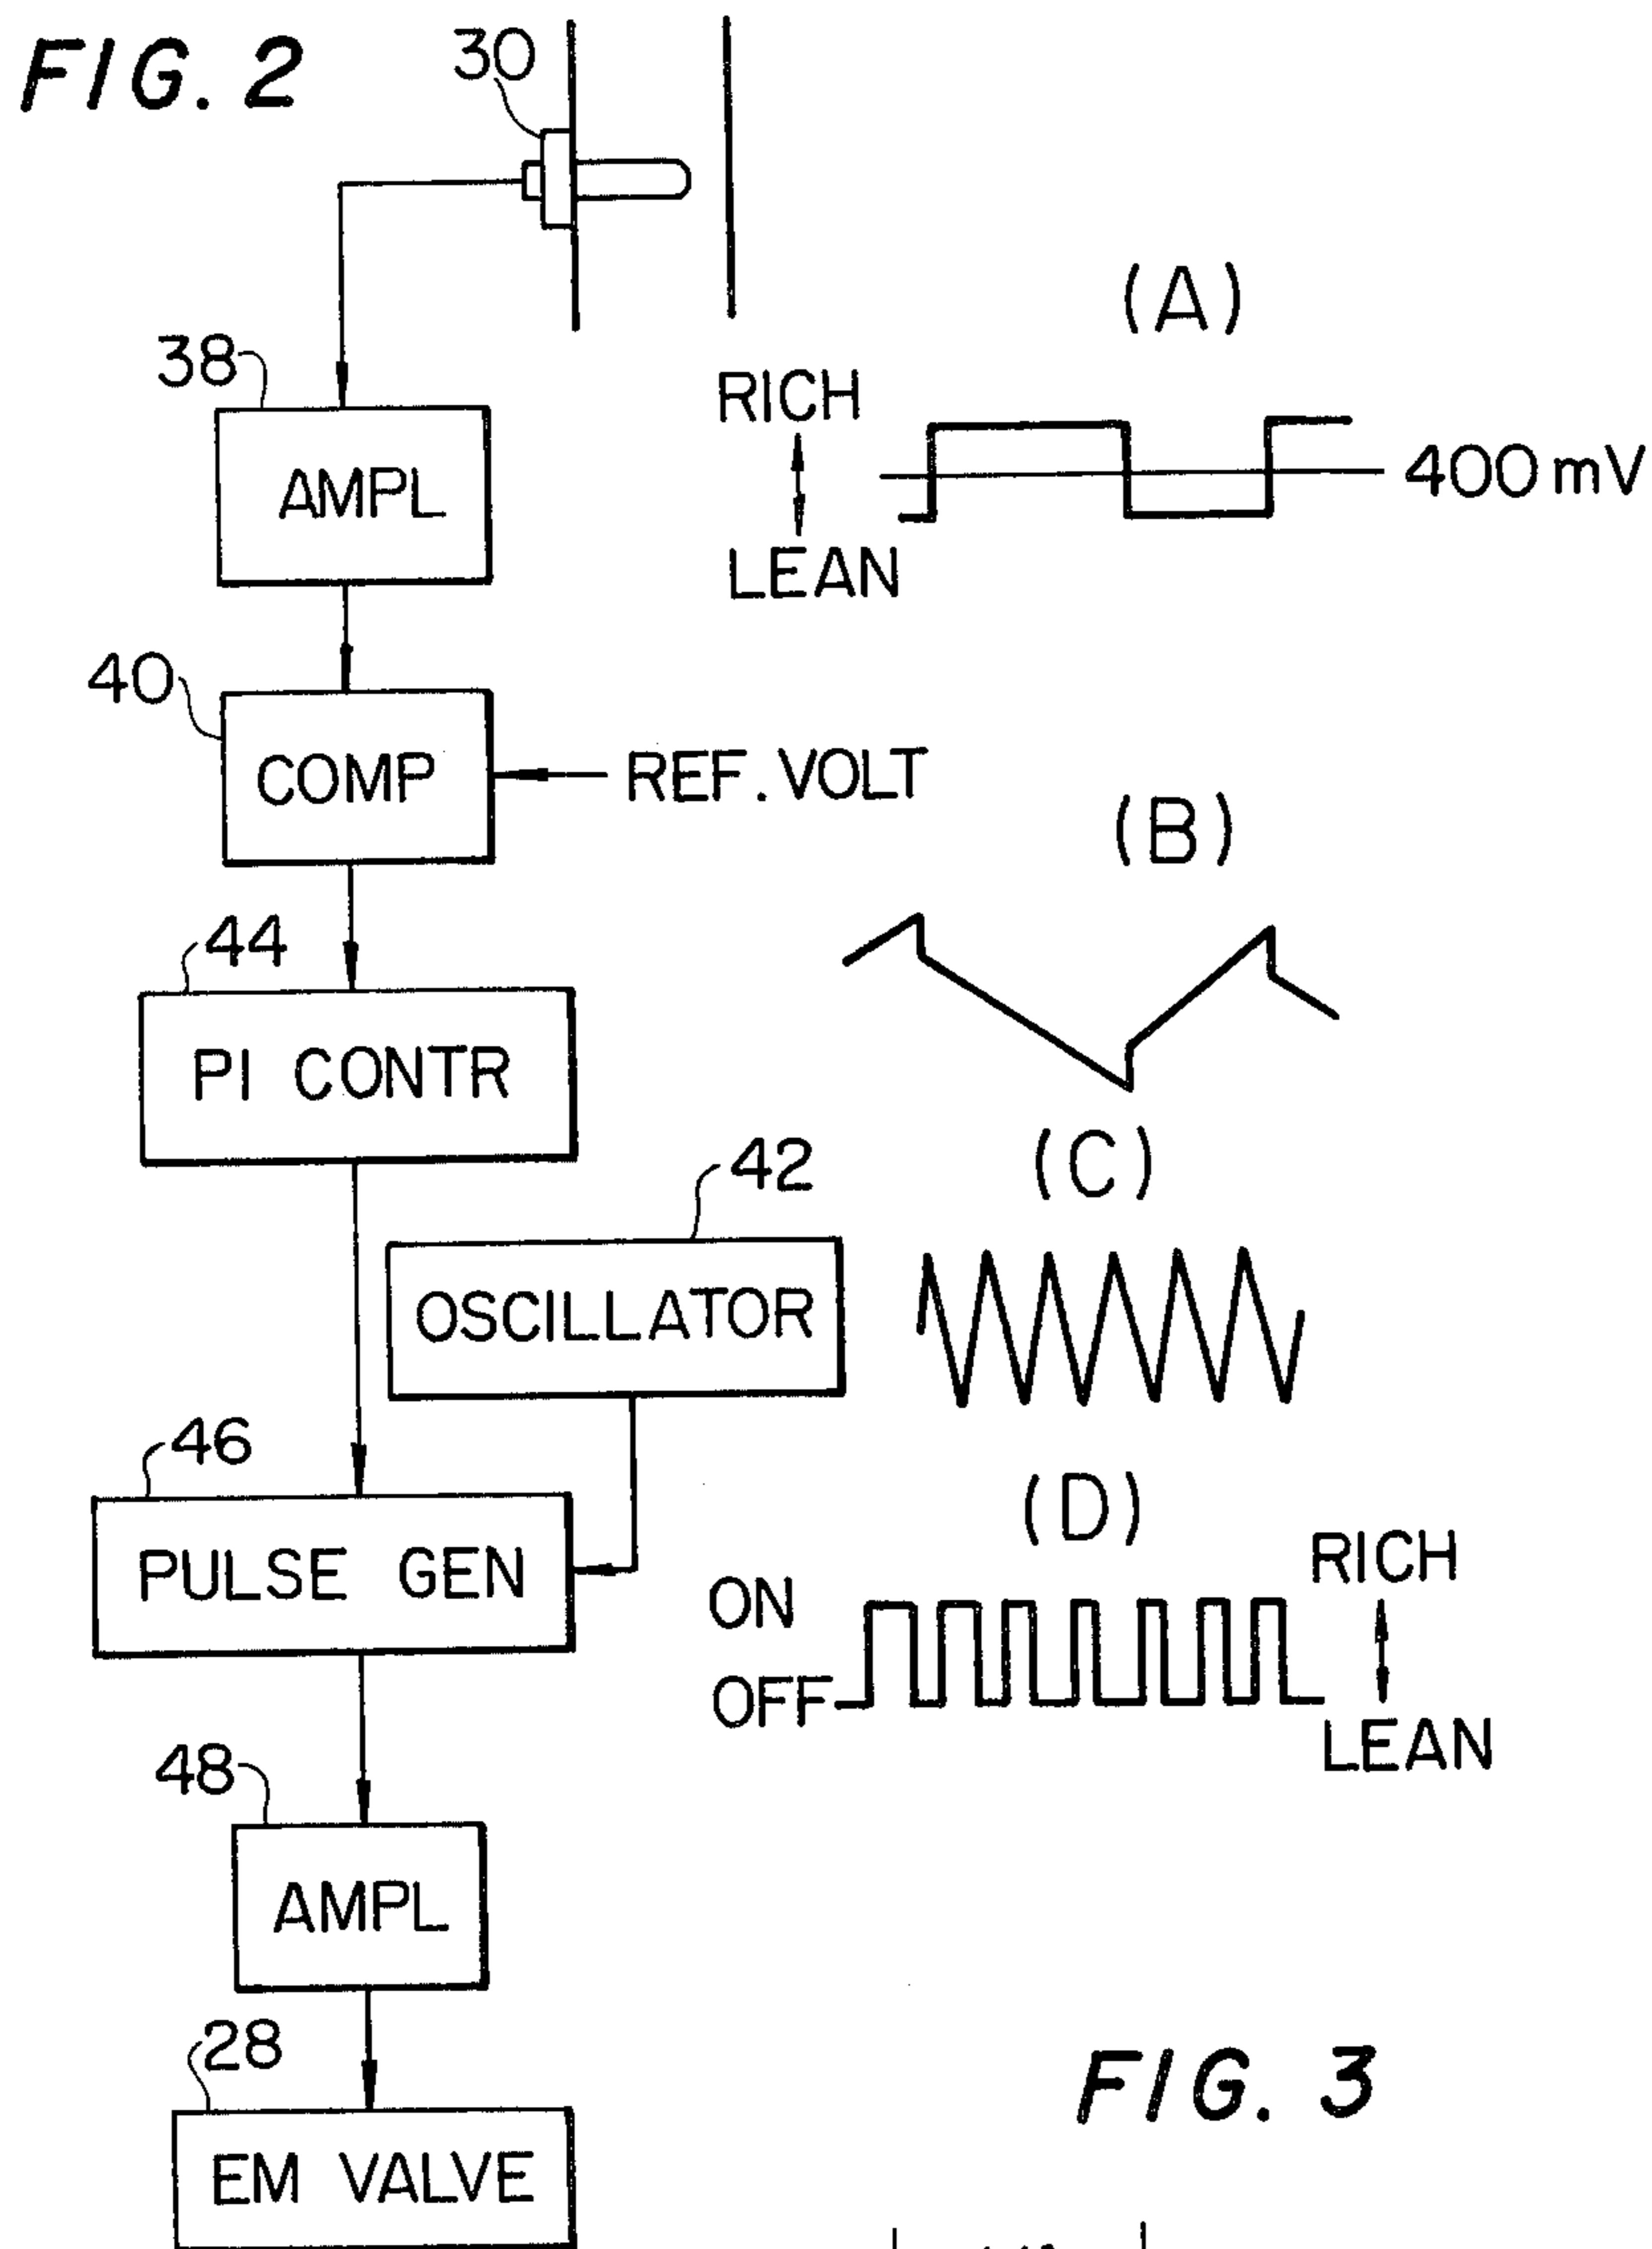 FIG. 2
30
(A)
38
RICH
AMPL
400 mV
LEAN
40
COMP
REF. VOLT
(B)
44
PI CONTR
(C)
42
OSCILLATOR
46
(D)
PULSE GEN
RICH
ON
OFF
LEAN
48
AMPL
28
FIG. 3
EM VALVE